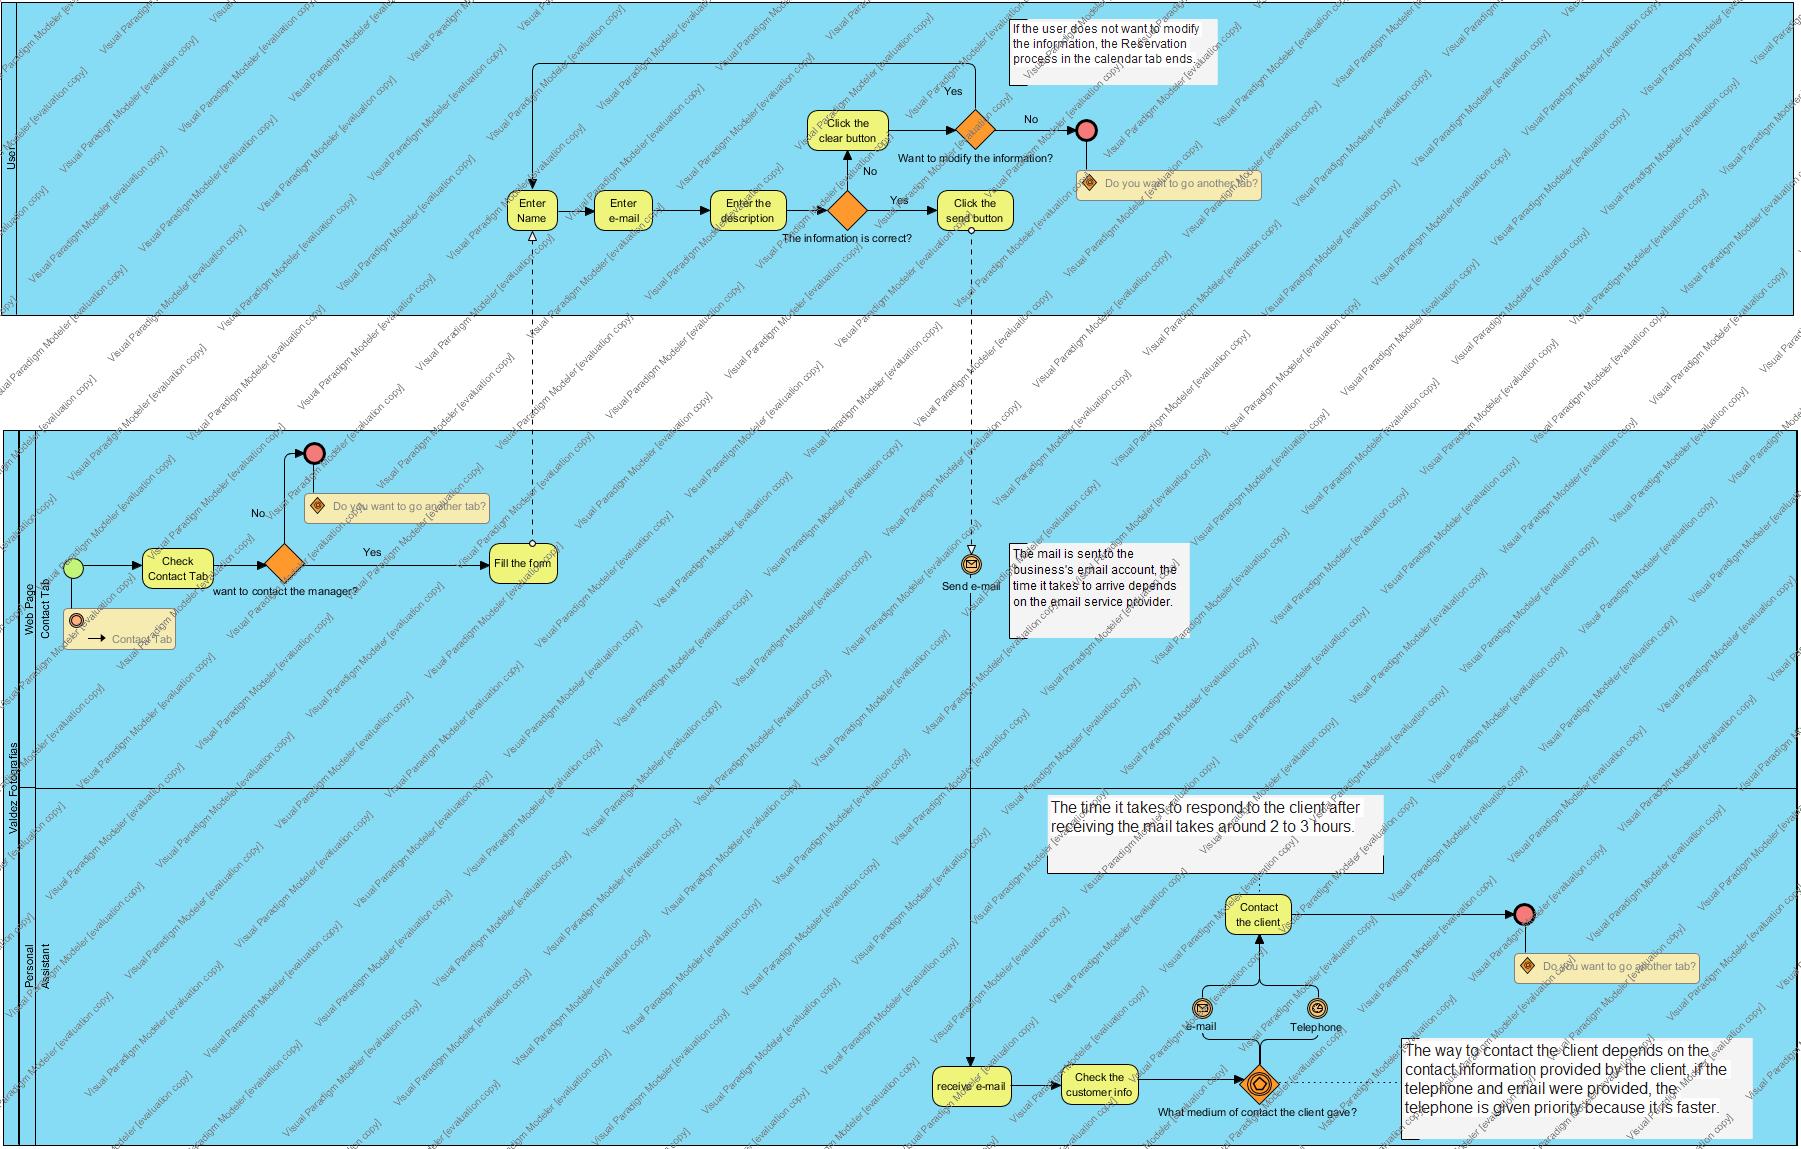 User
If the user does not want to modify
the information, the Reservation
process in the calendar tab ends.
Yes
Click the
clear button
No
Want to modify the information?
Do you want to go another tab?
No
Enter
Name
Enter
e-mail
Enter the
description
Yes
Click the
send button
The information is correct?
Valdez Fotografias
Web Page
Contact Tab
No
Do you want to go another tab?
Check
Contact Tab
Yes
Fill the form
want to contact the manager?
Contact Tab
Send e-mail
The mail is sent to the
business's email account, the
time it takes to arrive depends
on the email service provider.
Personal
Assistant
The time it takes to respond to the client after
receiving the mail takes around 2 to 3 hours.
Contact
the client
Do you want to go another tab?
e-mail
Telephone
receive e-mail
Check the
customer info
What medium of contact the client gave?
The way to contact the client depends on the
contact information provided by the client, if the
telephone and email were provided, the
telephone is given priority because it is faster.
Visual Paradigm Modeler [evaluation copy]